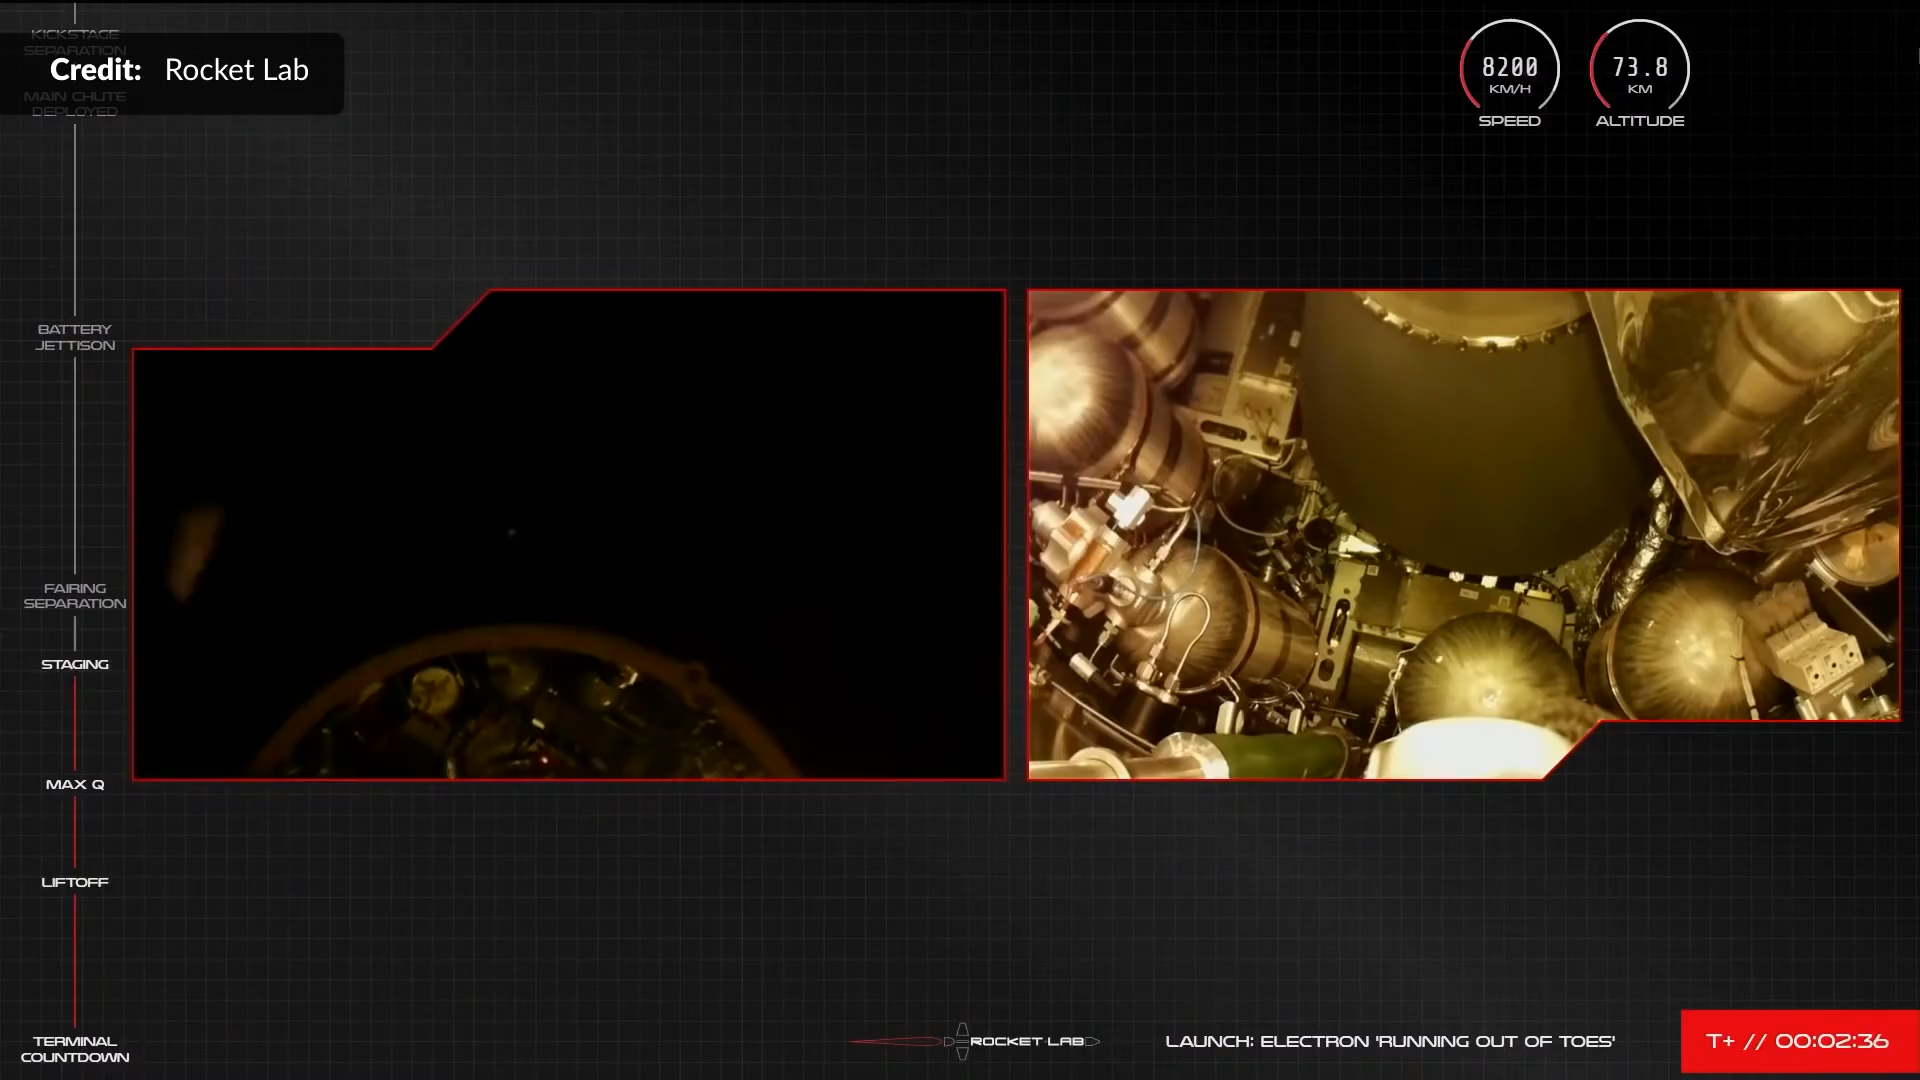 KICKSTAGE
SEPARATION
Credit: Rocket Lab
MAIN CHUTE
DEPLOYED
8200
KM/H
SPEED
73.8
KM
ALTITUDE
BATTERY
JETTISON
FAIRING
SEPARATION
STAGING
MAX Q
LIFTOFF
TERMINAL
COUNTDOWN
ROCKET LAB
LAUNCH: ELECTRON 'RUNNING OUT OF TOES'
T+ // 00:02:36